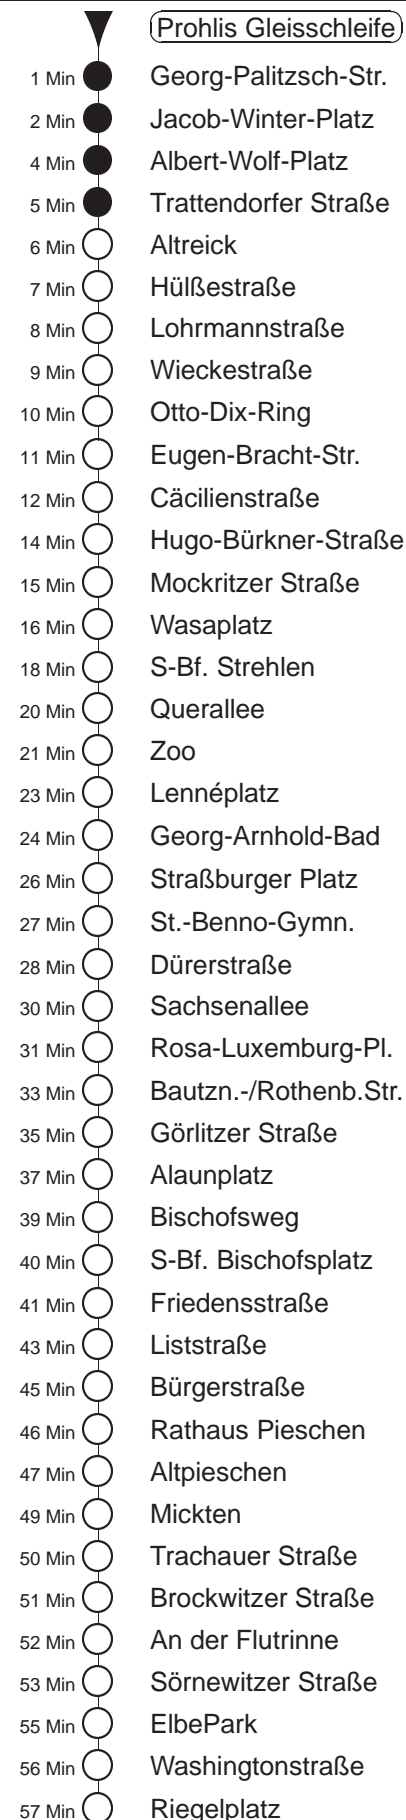 Prohlis Gleisschleife
1 Min Georg-Palitzsch-Str.
2 Min Jacob-Winter-Platz
4 Min Albert-Wolf-Platz
5 Min Trattendorfer Straße
6 Min Altreick
7 Min Hülßestraße
8 Min Lohrmannstraße
9 Min Wieckestraße
10 Min Otto-Dix-Ring
11 Min Eugen-Bracht-Str.
12 Min Cäcilienstraße
14 Min Hugo-Bürkner-Straße
15 Min Mockritzer Straße
16 Min Wasaplatz
18 Min S-Bf. Strehlen
20 Min Querallee
21 Min Zoo
23 Min Lennéplatz
24 Min Georg-Arnhold-Bad
26 Min Straßburger Platz
27 Min St.-Benno-Gymn.
28 Min Dürerstraße
30 Min Sachsenallee
31 Min Rosa-Luxemburg-Pl.
33 Min Bautzn.-/Rothenb.Str.
35 Min Görlitzer Straße
37 Min Alaunplatz
39 Min Bischofsweg
40 Min S-Bf. Bischofsplatz
41 Min Friedensstraße
43 Min Liststraße
45 Min Bürgerstraße
46 Min Rathaus Pieschen
47 Min Altpieschen
49 Min Mickten
50 Min Trachauer Straße
51 Min Brockwitzer Straße
52 Min An der Flutrinne
53 Min Sörnewitzer Straße
55 Min ElbePark
56 Min Washingtonstraße
57 Min Riegelplatz